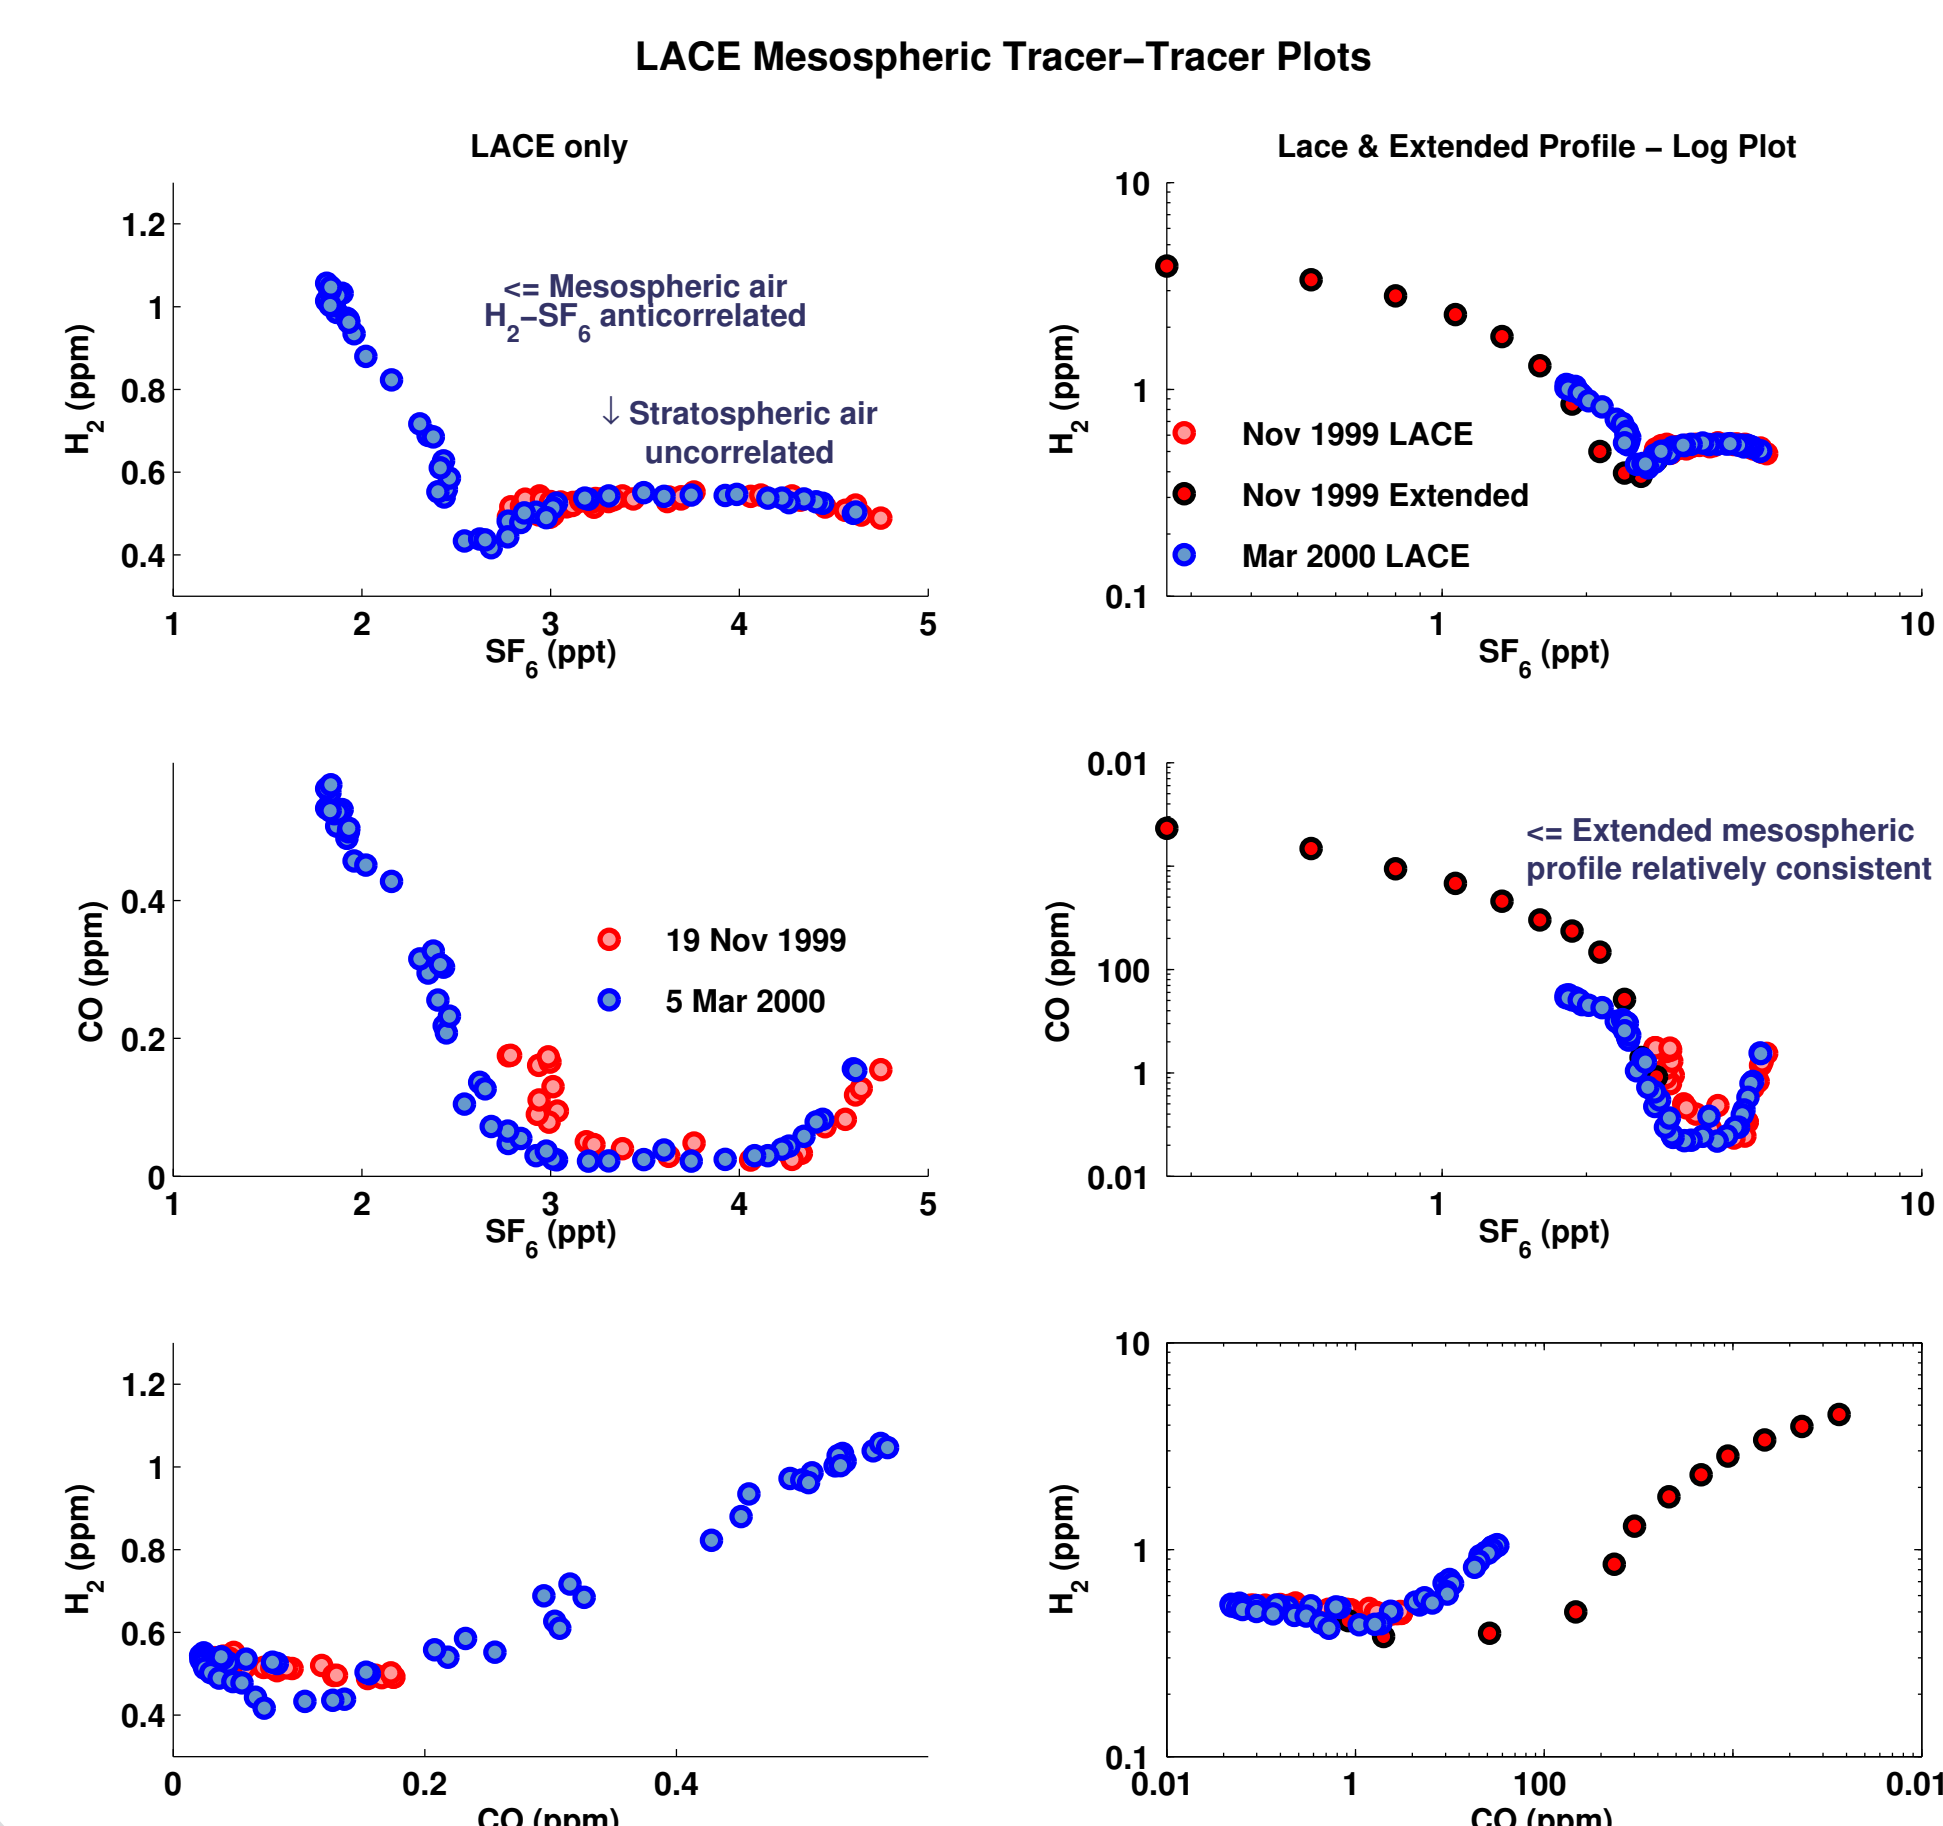 LACE Mesospheric Tracer–Tracer Plots
LACE only
1.2
1
0.8
0.6
0.4
H2 (ppm)
<= Mesospheric air
H2–SF6 anticorrelated
↓ Stratospheric air
uncorrelated
1 2 3 4 5
SF6 (ppt)
Lace & Extended Profile – Log Plot
10
1
0.1
H2 (ppm)
Nov 1999 LACE
Nov 1999 Extended
Mar 2000 LACE
1 10
SF6 (ppt)
0.4
0.2
0
CO (ppm)
19 Nov 1999
5 Mar 2000
1 2 3 4 5
SF6 (ppt)
0.01
100
1
0.01
CO (ppm)
<= Extended mesospheric
profile relatively consistent
1 10
SF6 (ppt)
1.2
1
0.8
0.6
0.4
H2 (ppm)
0 0.2 0.4
CO (ppm)
10
1
0.1
H2 (ppm)
0.01 1 100 0.01
CO (ppm)